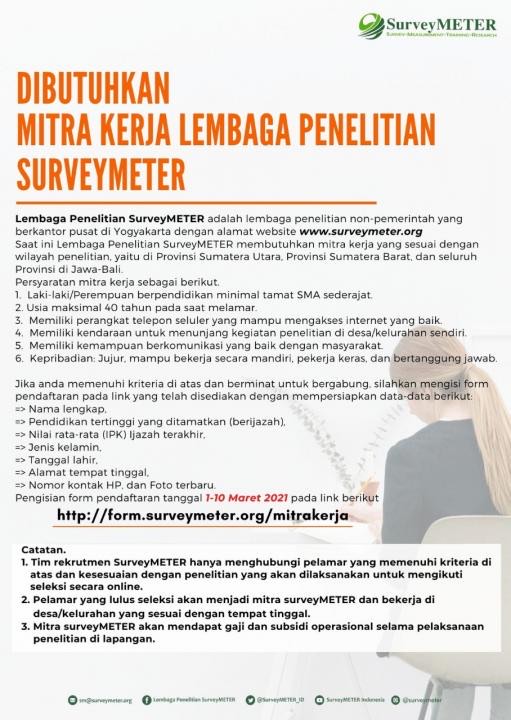 SurveyMETER
SURVEY-MEASUREMENT-TRAINING-RESEARCH
DIBUTUHKAN
MITRA KERJA LEMBAGA PENELITIAN
SURVEYMETER
Lembaga Penelitian SurveyMETER adalah lembaga penelitian non-pemerintah yang
berkantor pusat di Yogyakarta dengan alamat website www.surveymeter.org
Saat ini Lembaga Penelitian SurveyMETER membutuhkan mitra kerja yang sesuai dengan
wilayah penelitian, yaitu di Provinsi Sumatera Utara, Provinsi Sumatera Barat, dan seluruh
Provinsi di Jawa-Bali.
Persyaratan mitra kerja sebagai berikut.
1. Laki-laki/Perempuan berpendidikan minimal tamat SMA sederajat.
2. Usia maksimal 40 tahun pada saat melamar.
3. Memiliki perangkat telepon seluler yang mampu mengakses internet yang baik.
4. Memiliki kendaraan untuk menunjang kegiatan penelitian di desa/kelurahan sendiri.
5. Memiliki kemampuan berkomunikasi yang baik dengan masyarakat.
6. Kepribadian: Jujur, mampu bekerja secara mandiri, pekerja keras, dan bertanggung jawab.
Jika anda memenuhi kriteria di atas dan berminat untuk bergabung, silahkan mengisi form
pendaftaran pada link yang telah disediakan dengan mempersiapkan data-data berikut:
=> Nama lengkap,
=> Pendidikan tertinggi yang ditamatkan (berijazah),
=> Nilai rata-rata (IPK) Ijazah terakhir,
=> Jenis kelamin,
=> Tanggal lahir,
=> Alamat tempat tinggal,
=> Nomor kontak HP, dan Foto terbaru.
Pengisian form pendaftaran tanggal 1-10 Maret 2021 pada link berikut
http://form.surveymeter.org/mitrakerja
Catatan.
1. Tim rekrutmen SurveyMETER hanya menghubungi pelamar yang memenuhi kriteria di
atas dan kesesuaian dengan penelitian yang akan dilaksanakan untuk mengikuti
seleksi secara online.
2. Pelamar yang lulus seleksi akan menjadi mitra surveyMETER dan bekerja di
desa/kelurahan yang sesuai dengan tempat tinggal.
3. Mitra surveyMETER akan mendapat gaji dan subsidi operasional selama pelaksanaan
penelitian di lapangan.
sm@surveymeter.org Lembaga Penelitian SurveyMETER @SurveyMETER_ID SurveyMETER Indonesia @surveymeter